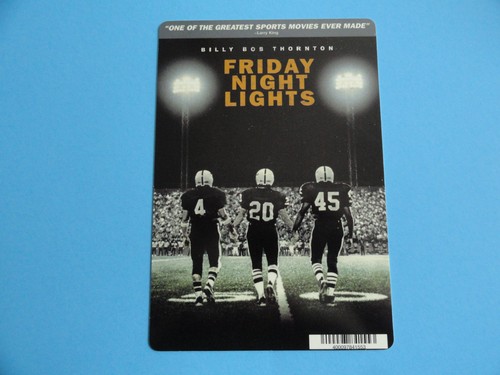 "ONE OF THE GREATEST SPORTS MOVIES EVER MADE"
-Larry King
BILLY BOB THORNTON
FRIDAY
NIGHT
LIGHTS
4 20 45